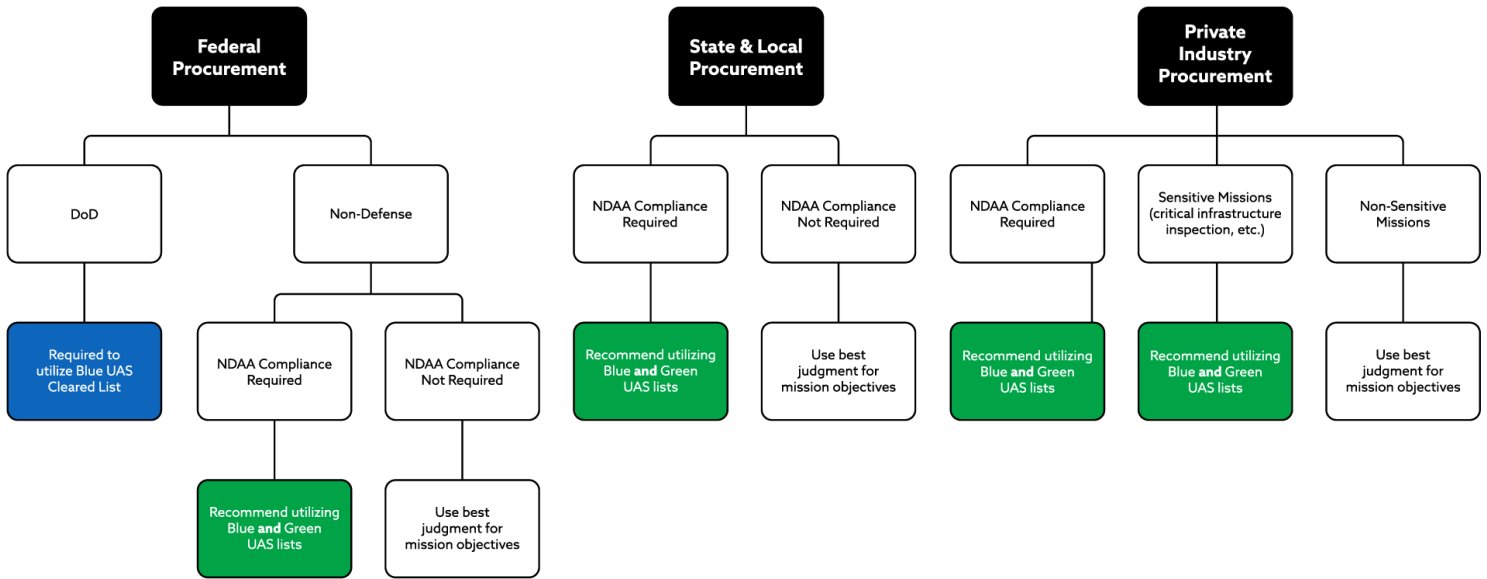 Federal
Procurement
State & Local
Procurement
Private
Industry
Procurement
DoD
Non-Defense
NDAA Compliance
Required
NDAA Compliance
Not Required
NDAA Compliance
Required
Sensitive Missions
(critical infrastructure
inspection, etc.)
Non-Sensitive
Missions
Required to
utilize Blue UAS
Cleared List
NDAA Compliance
Required
NDAA Compliance
Not Required
Recommend utilizing
Blue and Green
UAS lists
Use best
judgment for
mission objectives
Recommend utilizing
Blue and Green
UAS lists
Recommend utilizing
Blue and Green
UAS lists
Use best
judgment for
mission objectives
Recommend utilizing
Blue and Green
UAS lists
Use best
judgment for
mission objectives